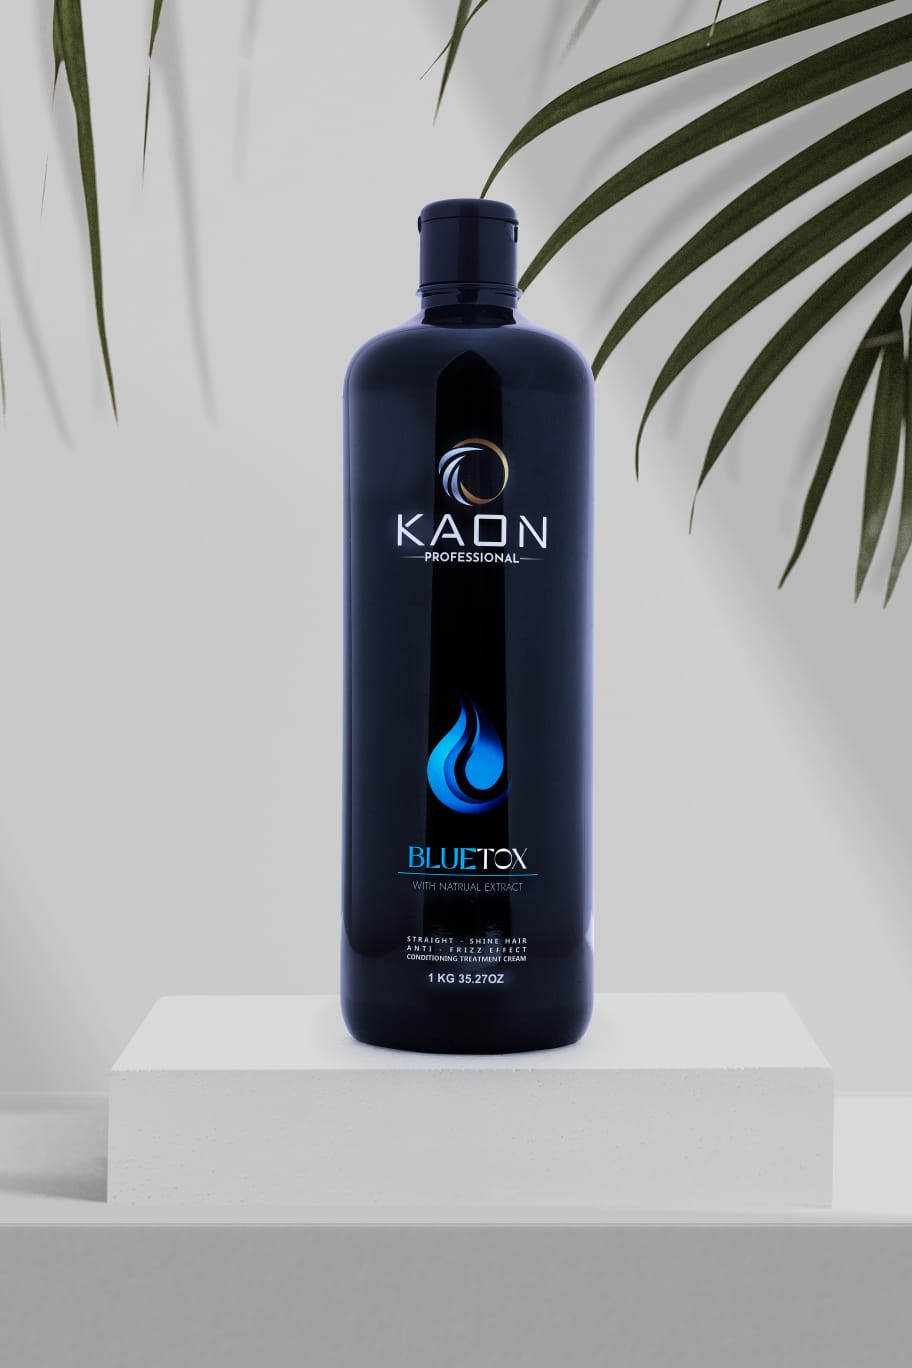 KAON
PROFESSIONAL
BLUETOX
WITH NATRUAL EXTRACT
STRAIGHT - SHINE HAIR
ANTI - FRIZZ EFFECT
CONDITIONING TREATMENT CREAM
1 KG 35.27OZ